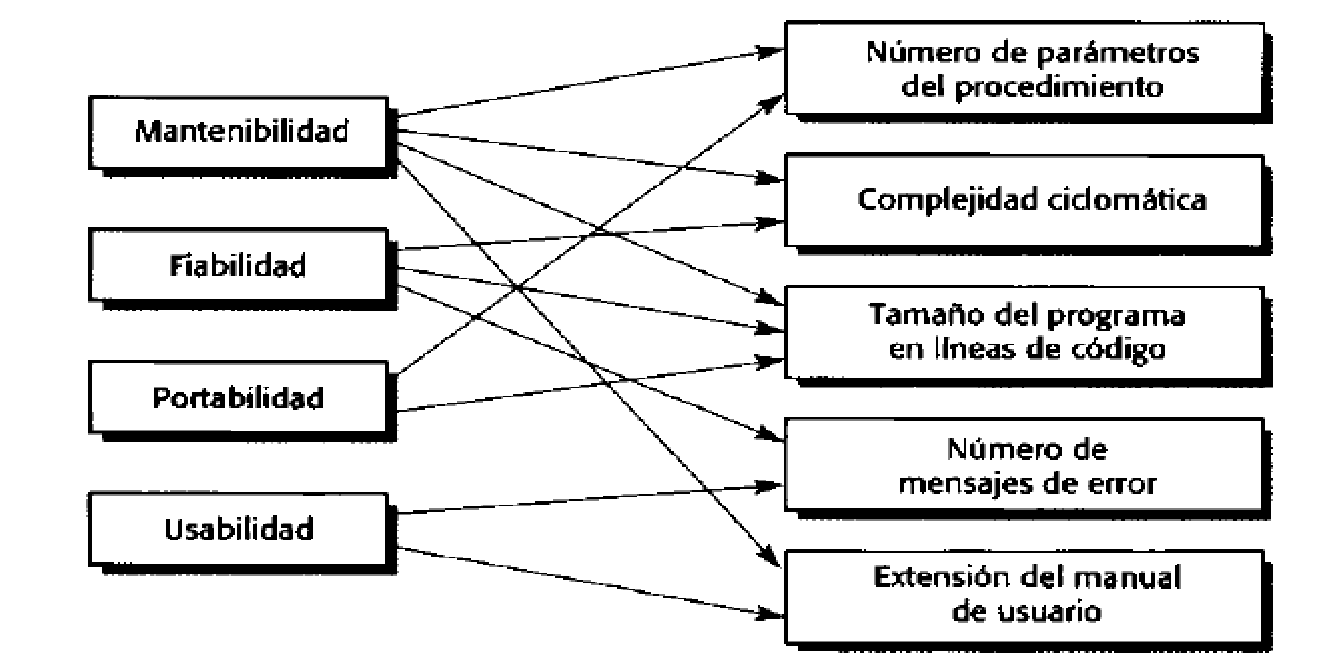 Mantenibilidad
Fiabilidad
Portabilidad
Usabilidad
Número de parámetros
del procedimiento
Complejidad ciclomática
Tamaño del programa
en líneas de código
Número de
mensajes de error
Extensión del manual
de usuario